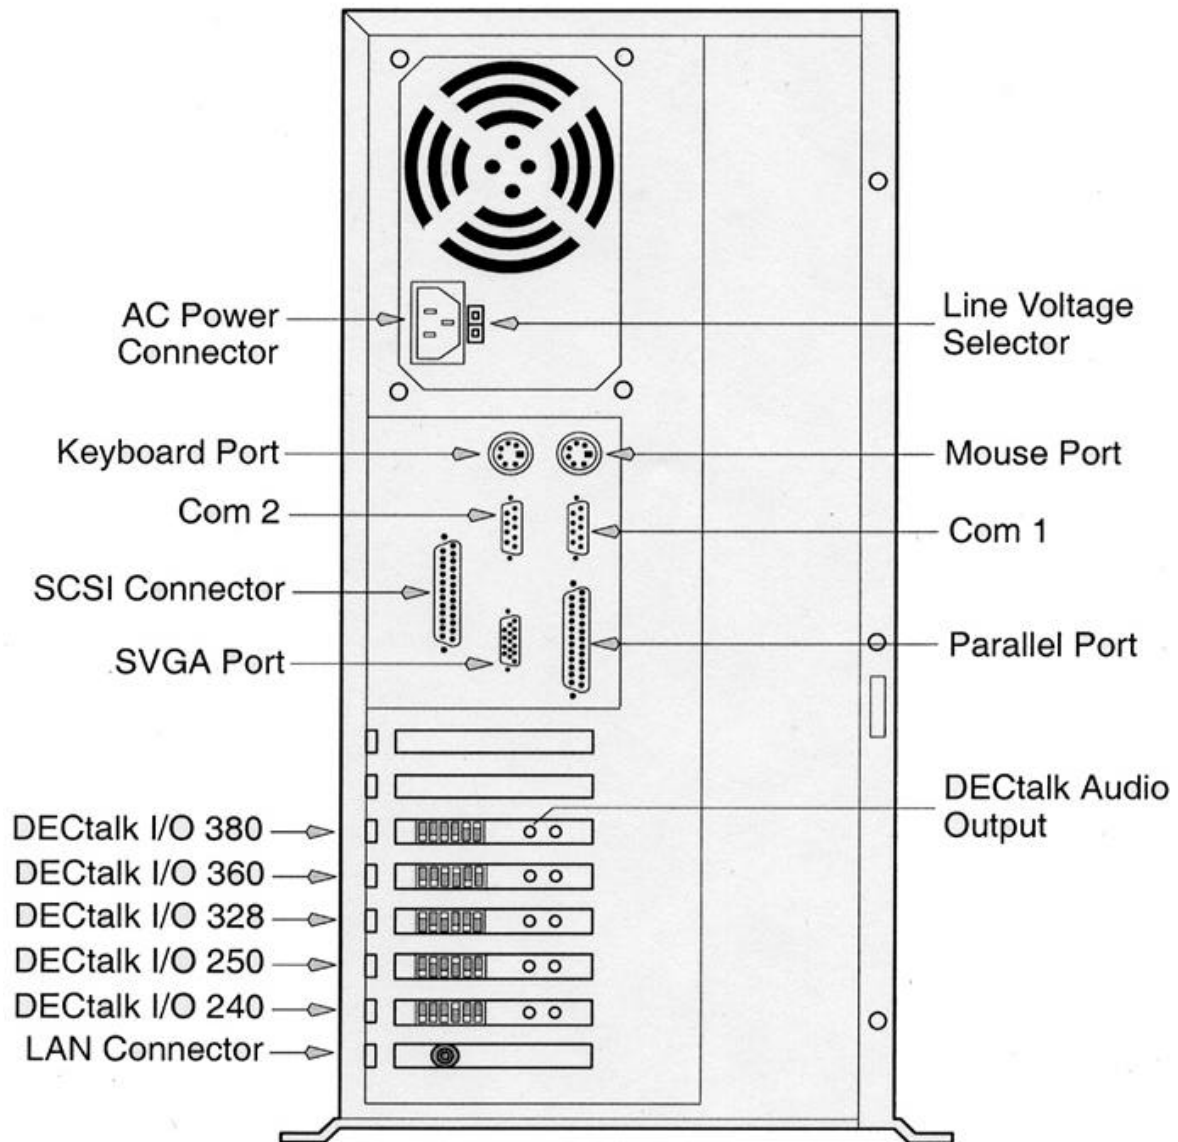 AC Power
Connector
Line Voltage
Selector
Keyboard Port
Mouse Port
Com 2
Com 1
SCSI Connector
SVGA Port
Parallel Port
DECtalk Audio
Output
DECtalk I/O 380
DECtalk I/O 360
DECtalk I/O 328
DECtalk I/O 250
DECtalk I/O 240
LAN Connector